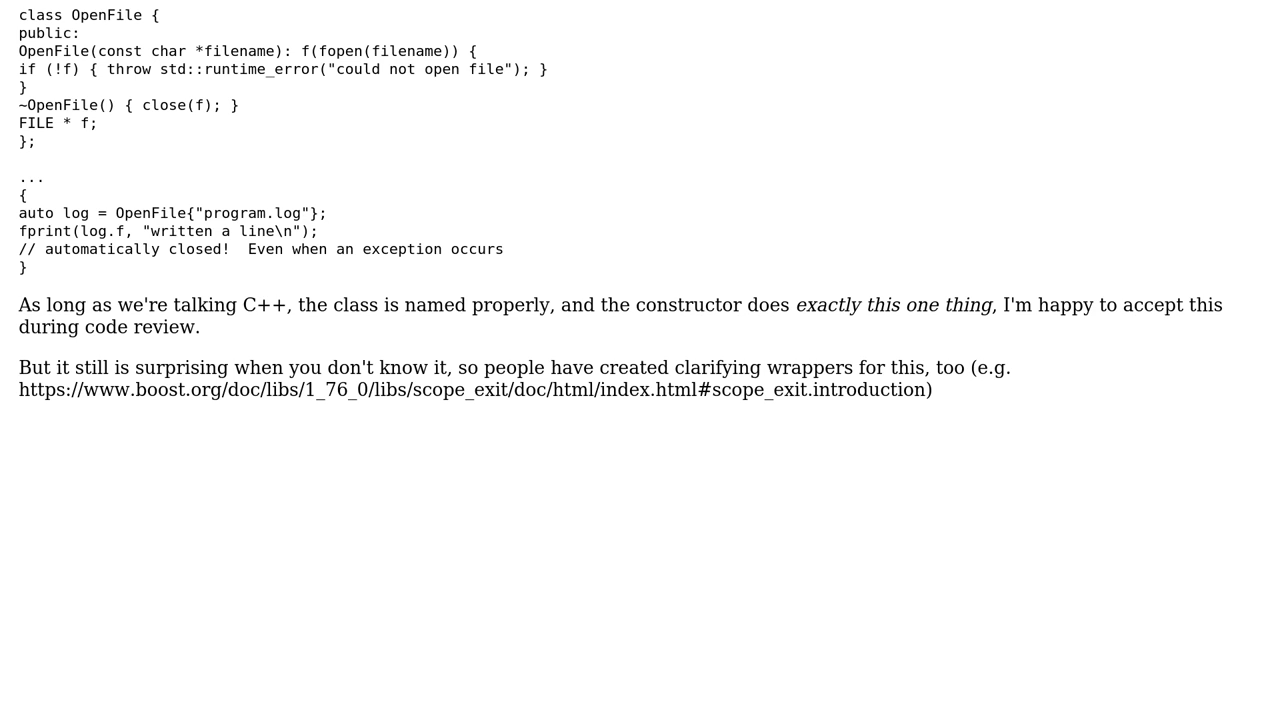 class OpenFile {
public:
OpenFile(const char *filename): f(fopen(filename)) {
if (!f) { throw std::runtime_error("could not open file"); }
}
~OpenFile() { close(f); }
FILE * f;
};

...
{
auto log = OpenFile{"program.log"};
fprint(log.f, "written a line\n");
// automatically closed!  Even when an exception occurs
}
As long as we're talking C++, the class is named properly, and the constructor does exactly this one thing, I'm happy to accept this
during code review.
But it still is surprising when you don't know it, so people have created clarifying wrappers for this, too (e.g.
https://www.boost.org/doc/libs/1_76_0/libs/scope_exit/doc/html/index.html#scope_exit.introduction)